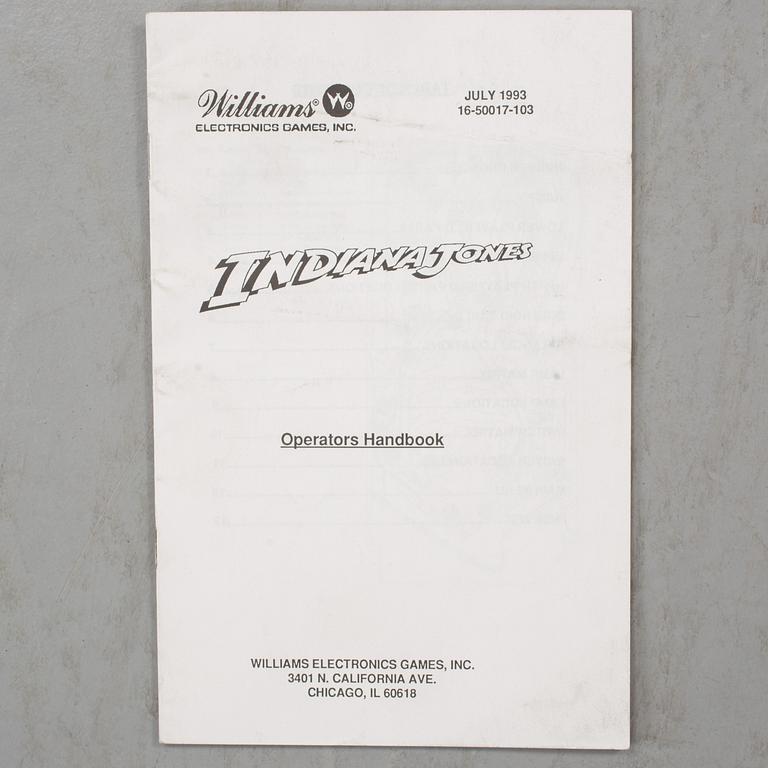 Williams®
ELECTRONICS GAMES, INC.
JULY 1993
16-50017-103
INDIANA JONES
Operators Handbook
WILLIAMS ELECTRONICS GAMES, INC.
3401 N. CALIFORNIA AVE.
CHICAGO, IL 60618